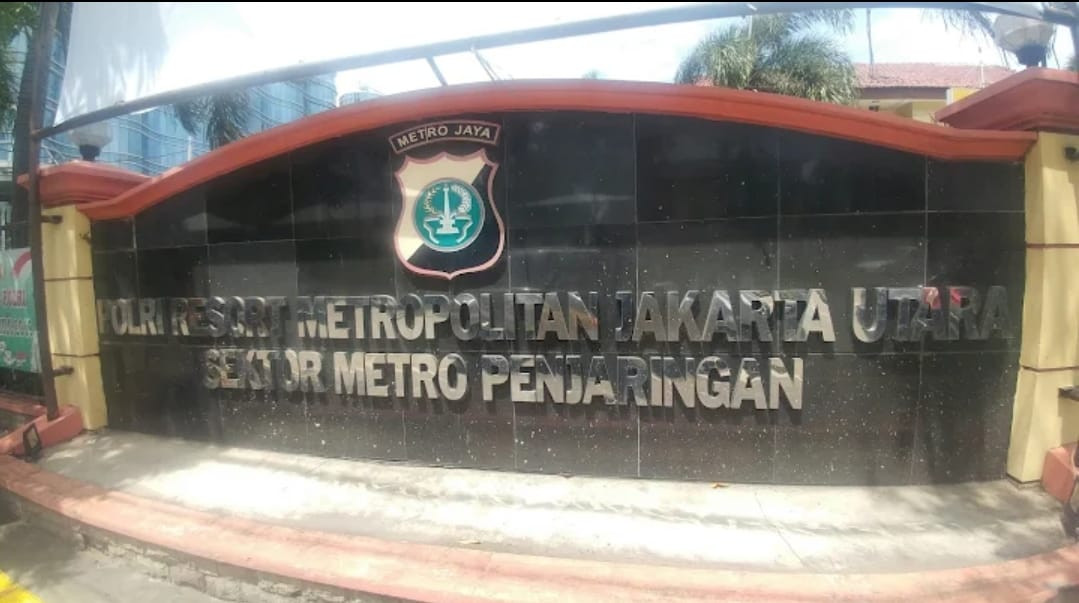 METRO JAYA
POLRI RESORT METROPOLITAN JAKARTA UTARA
SEKTOR METRO PENJARINGAN